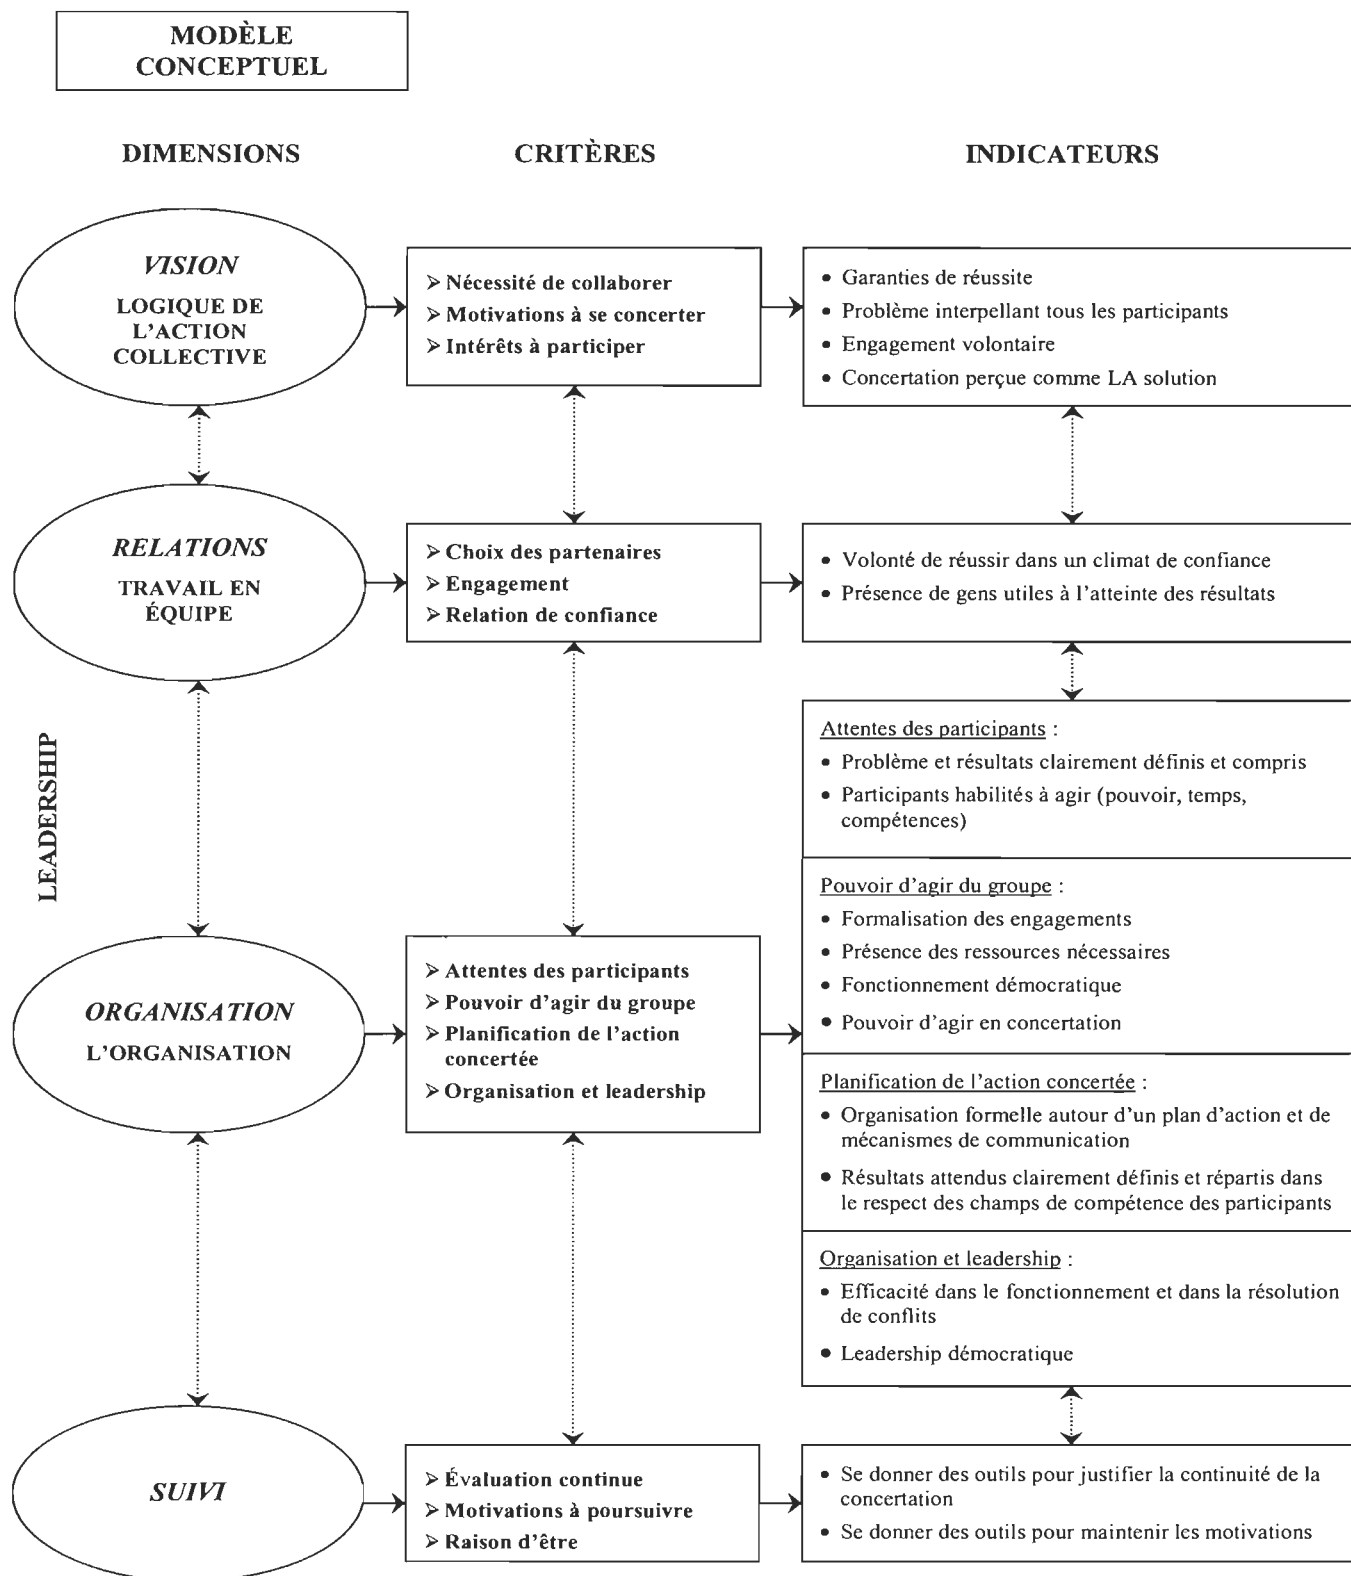 MODÈLE
CONCEPTUEL
DIMENSIONS
CRITÈRES
INDICATEURS
VISION
LOGIQUE DE
L'ACTION
COLLECTIVE
➢ Nécessité de collaborer
➢ Motivations à se concerter
➢ Intérêts à participer
• Garanties de réussite
• Problème interpellant tous les participants
• Engagement volontaire
• Concertation perçue comme LA solution
RELATIONS
TRAVAIL EN
ÉQUIPE
➢ Choix des partenaires
➢ Engagement
➢ Relation de confiance
• Volonté de réussir dans un climat de confiance
• Présence de gens utiles à l'atteinte des résultats
LEADERSHIP
ORGANISATION
L'ORGANISATION
➢ Attentes des participants
➢ Pouvoir d'agir du groupe
➢ Planification de l'action
concertée
➢ Organisation et leadership
Attentes des participants :
• Problème et résultats clairement définis et compris
• Participants habilités à agir (pouvoir, temps,
compétences)
Pouvoir d'agir du groupe :
• Formalisation des engagements
• Présence des ressources nécessaires
• Fonctionnement démocratique
• Pouvoir d'agir en concertation
Planification de l'action concertée :
• Organisation formelle autour d'un plan d'action et de
mécanismes de communication
• Résultats attendus clairement définis et répartis dans
le respect des champs de compétence des participants
Organisation et leadership :
• Efficacité dans le fonctionnement et dans la résolution
de conflits
• Leadership démocratique
SUIVI
➢ Évaluation continue
➢ Motivations à poursuivre
➢ Raison d'être
• Se donner des outils pour justifier la continuité de la
concertation
• Se donner des outils pour maintenir les motivations